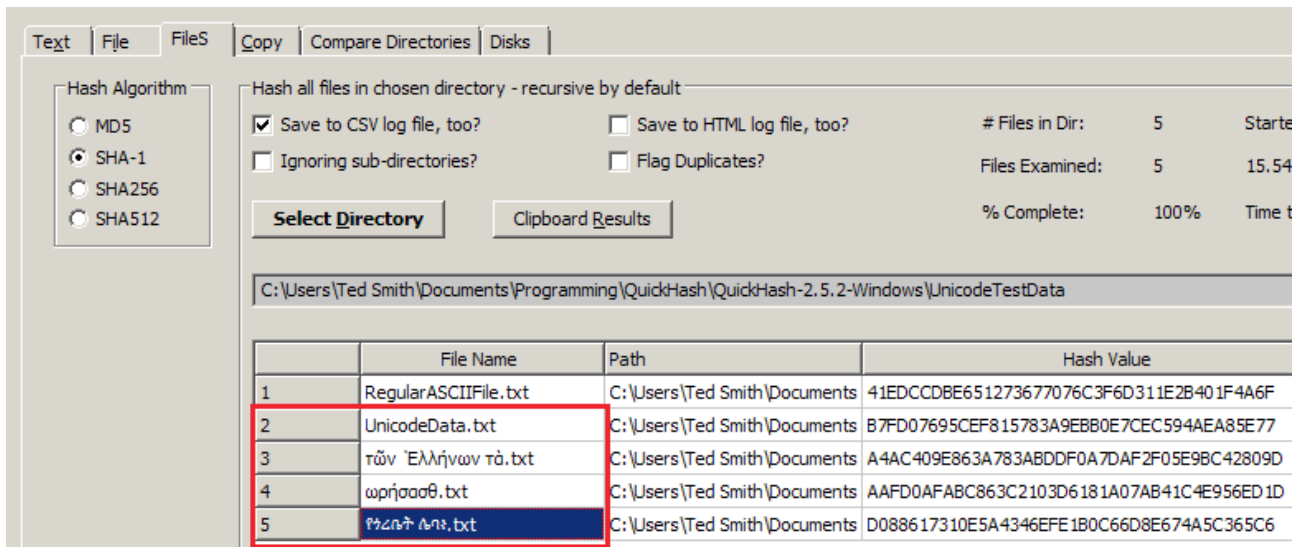 Text File FileS Copy Compare Directories Disks
Hash Algorithm
MD5
SHA-1
SHA256
SHA512
Hash all files in chosen directory - recursive by default
Save to CSV log file, too? Save to HTML log file, too?
Ignoring sub-directories? Flag Duplicates?
Select Directory Clipboard Results
# Files in Dir: 5 Starte
Files Examined: 5 15.54
% Complete: 100% Time t
C:\Users\Ted Smith\Documents\Programming\QuickHash\QuickHash-2.5.2-Windows\UnicodeTestData
File Name Path Hash Value
1 RegularASCIIFile.txt C:\Users\Ted Smith\Documents 41EDCCDBE651273677076C3F6D311E2B401F4A6F
2 UnicodeData.txt C:\Users\Ted Smith\Documents B7FD07695CEF815783A9EBB0E7CEC594AEA85E77
3 τῶν Ἑλλήνων τὰ.txt C:\Users\Ted Smith\Documents A4AC409E863A783ABDDF0A7DAF2F05E9BC42809D
4 ωρήσασθ.txt C:\Users\Ted Smith\Documents AAFD0AFABC863C2103D6181A07AB41C4E956ED1D
5 .txt C:\Users\Ted Smith\Documents D088617310E5A4346EFE1B0C66D8E674A5C365C6